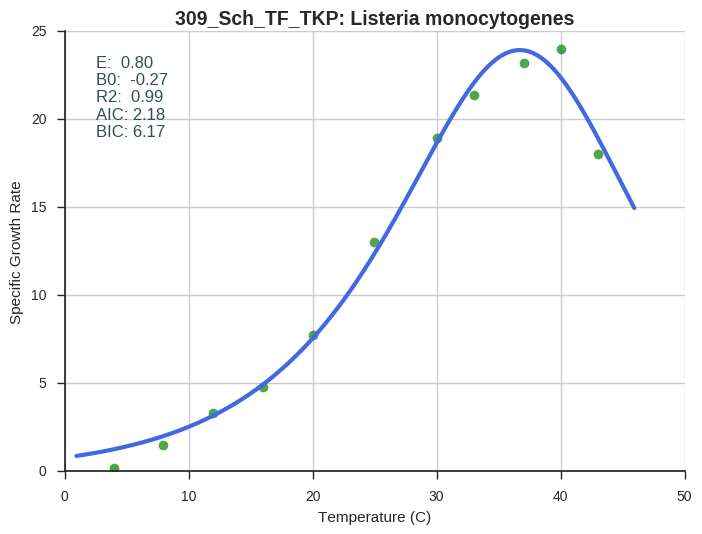 309_Sch_TF_TKP: Listeria monocytogenes
E: 0.80
B0: -0.27
R2: 0.99
AIC: 2.18
BIC: 6.17
Specific Growth Rate
25
20
15
10
5
0
0 10 20 30 40 50
Temperature (C)